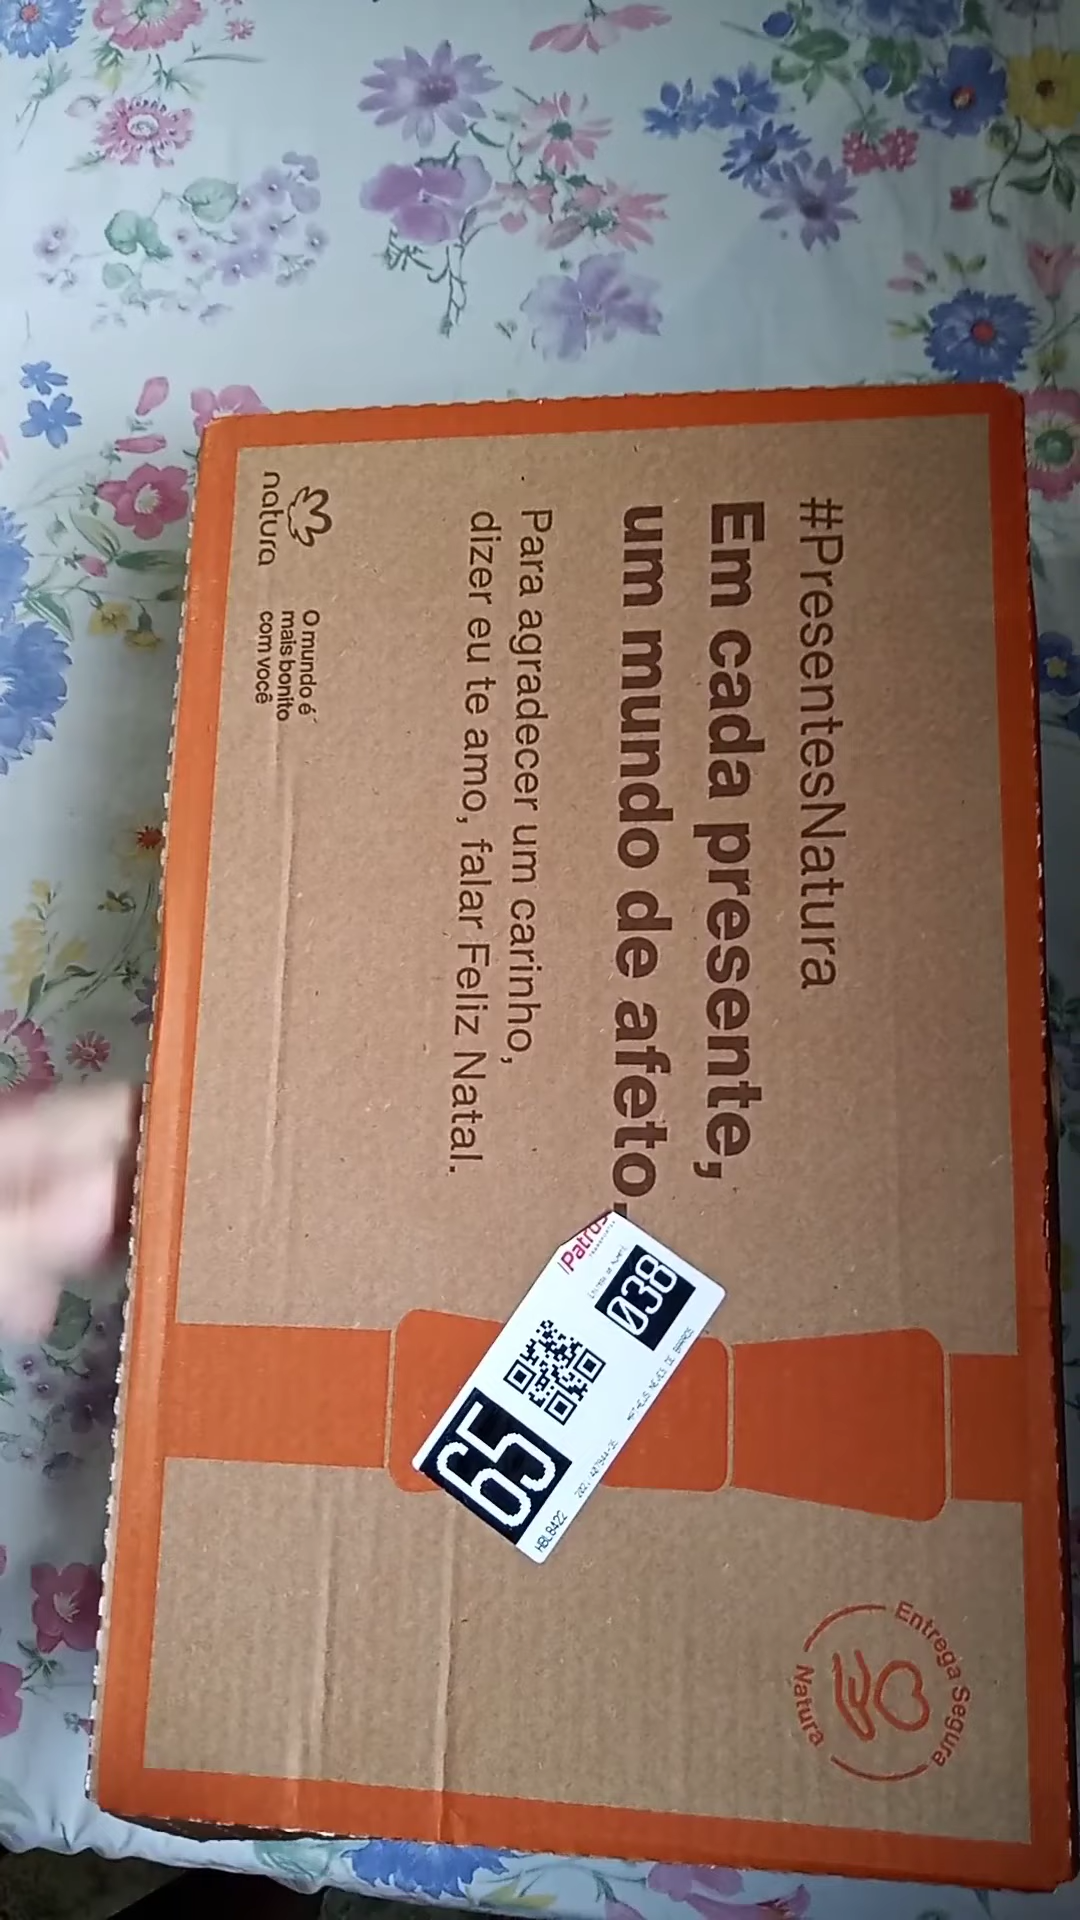 #PresentesNatura
Em cada presente,
um mundo de afeto.
Para agradecer um carinho,
dizer eu te amo, falar Feliz Natal.
natura
O mundo é
mais bonito
com você
Patrus
038
65
HBL8422
Entrega Segura
Natura